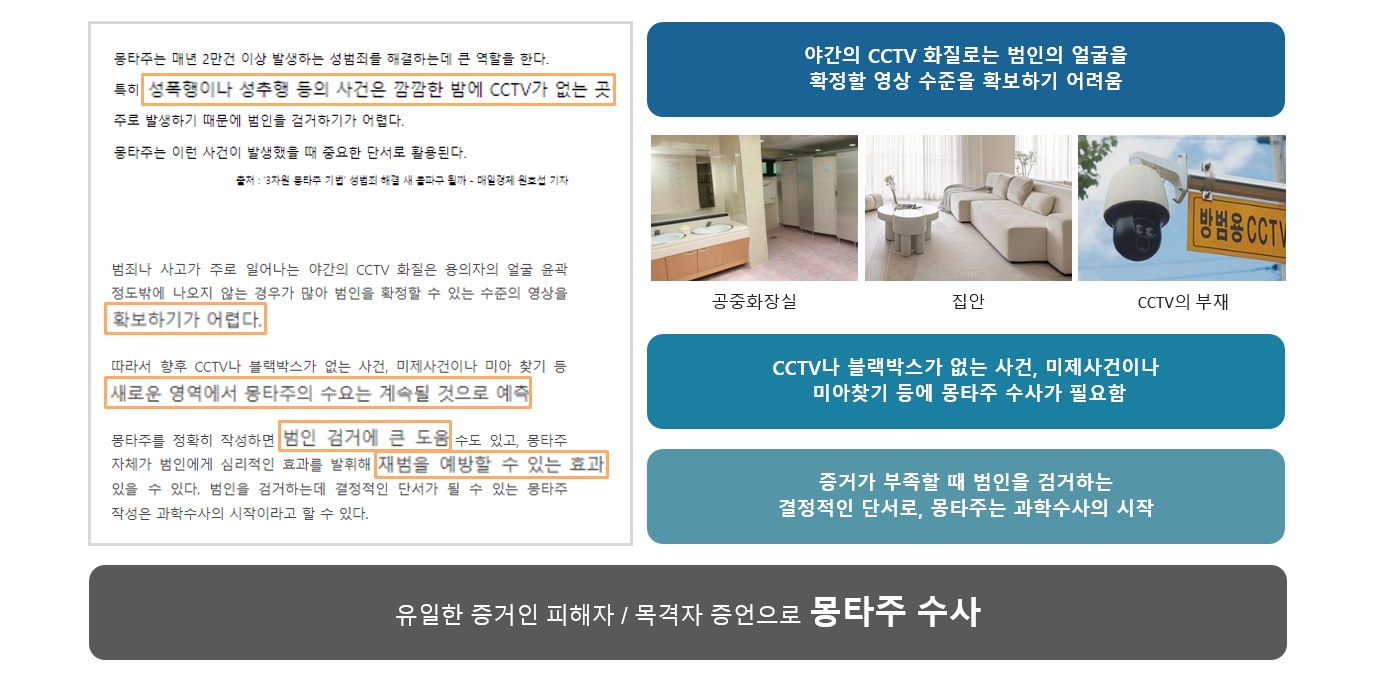 몽타주는 매년 2만건 이상 발생하는 성범죄를 해결하는데 큰 역할을 한다.
특히 성폭행이나 성추행 등의 사건은 깜깜한 밤에 CCTV가 없는 곳
주로 발생하기 때문에 범인을 검거하기가 어렵다.
몽타주는 이런 사건이 발생했을 때 중요한 단서로 활용된다.
출처 : '3차원 몽타주 기법' 성범죄 해결 새 돌파구 될까 - 매일경제 원호섭 기자
범죄나 사고가 주로 일어나는 야간의 CCTV 화질은 용의자의 얼굴 윤곽
정도밖에 나오지 않는 경우가 많아 범인을 확정할 수 있는 수준의 영상을
확보하기가 어렵다.
따라서 향후 CCTV나 블랙박스가 없는 사건, 미제사건이나 미아 찾기 등
새로운 영역에서 몽타주의 수요는 계속될 것으로 예측
몽타주를 정확히 작성하면 범인 검거에 큰 도움 수도 있고, 몽타주
자체가 범인에게 심리적인 효과를 발휘해 재범을 예방할 수 있는 효과
있을 수 있다. 범인을 검거하는데 결정적인 단서가 될 수 있는 몽타주
작성은 과학수사의 시작이라고 할 수 있다.
야간의 CCTV 화질로는 범인의 얼굴을
확정할 영상 수준을 확보하기 어려움
방범용CCTV
공중화장실
집안
CCTV의 부재
CCTV나 블랙박스가 없는 사건, 미제사건이나
미아찾기 등에 몽타주 수사가 필요함
증거가 부족할 때 범인을 검거하는
결정적인 단서로, 몽타주는 과학수사의 시작
유일한 증거인 피해자 / 목격자 증언으로 몽타주 수사